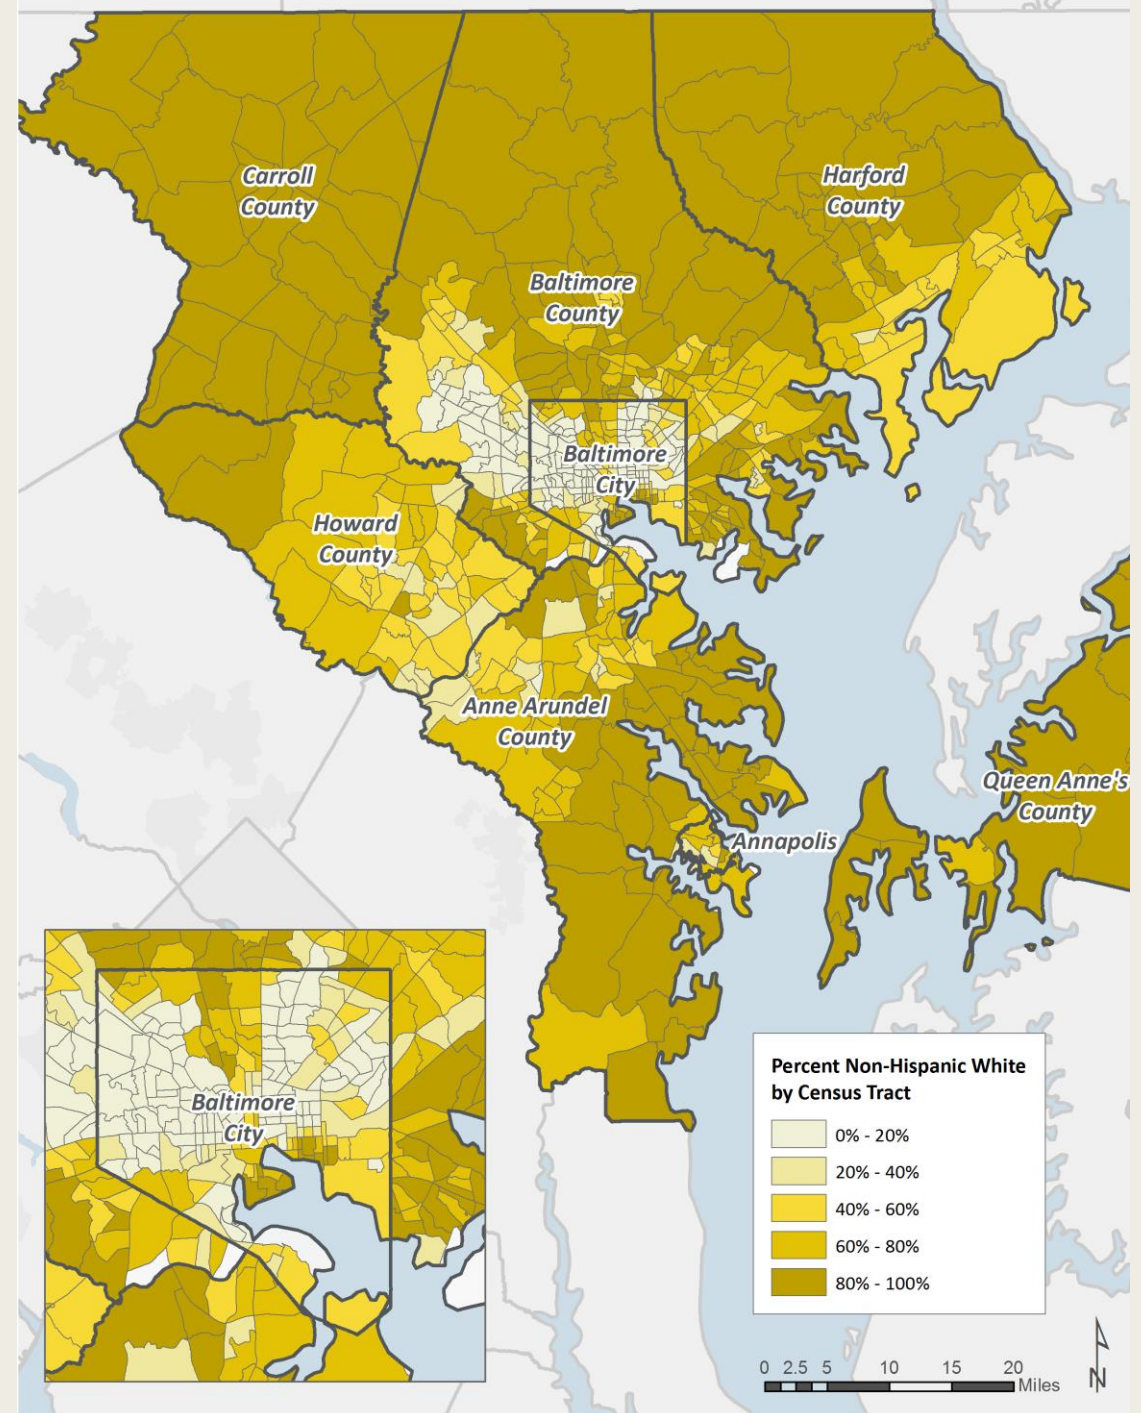 Carroll
County
Harford
County
Baltimore
County
Baltimore
City
Howard
County
Anne Arundel
County
Queen Anne's
County
Annapolis
Baltimore
City
Percent Non-Hispanic White
by Census Tract
0% - 20%
20% - 40%
40% - 60%
60% - 80%
80% - 100%
0 2.5 5 10 15 20
Miles
N